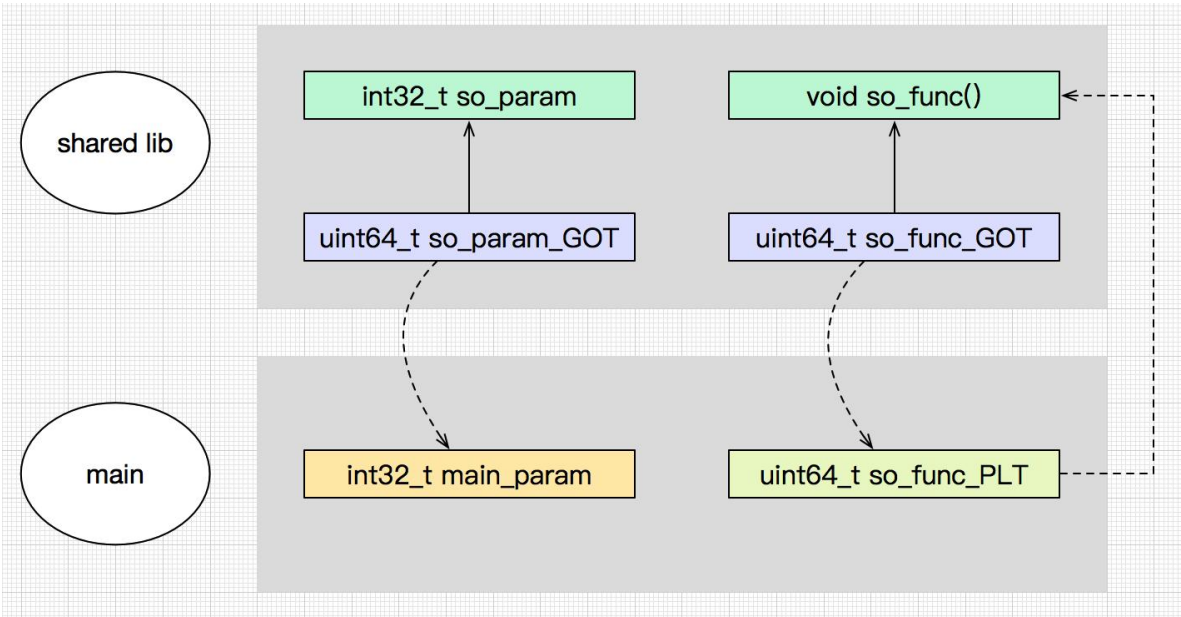 shared lib
int32_t so_param
void so_func()
uint64_t so_param_GOT
uint64_t so_func_GOT
main
int32_t main_param
uint64_t so_func_PLT